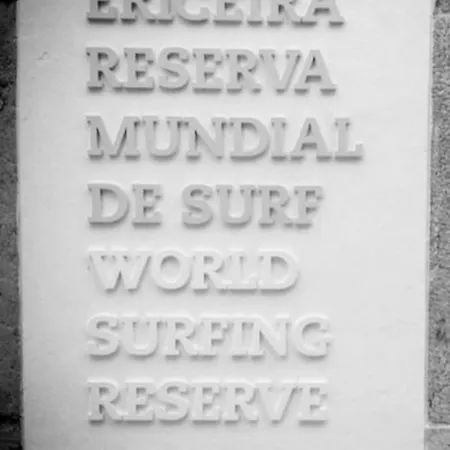 ERICEIRA
RESERVA
MUNDIAL
DE SURF
WORLD
SURFING
RESERVE